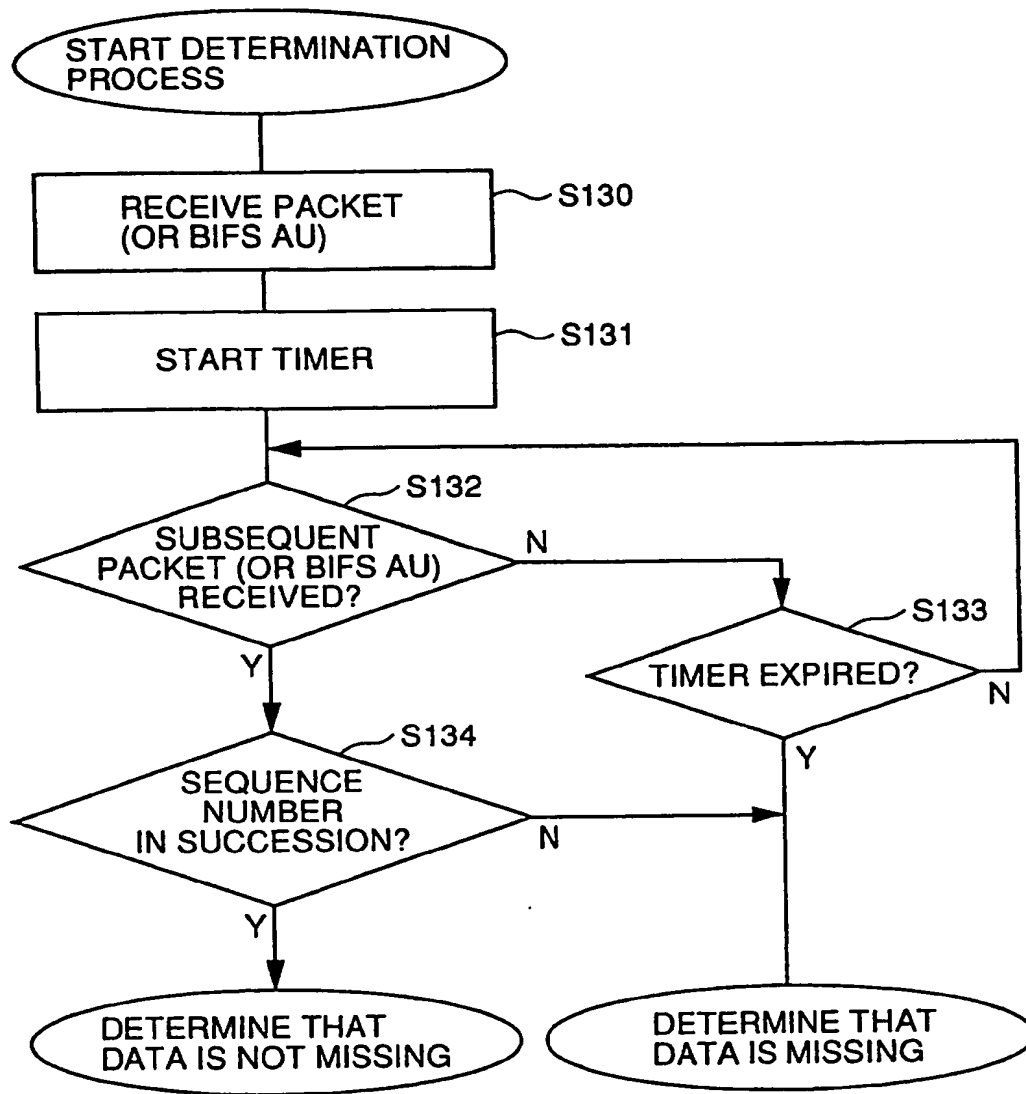 START DETERMINATION
PROCESS
RECEIVE PACKET
(OR BIFS AU)
S130
START TIMER
S131
S132
SUBSEQUENT
PACKET (OR BIFS AU)
RECEIVED?
N
Y
S133
TIMER EXPIRED?
N
Y
S134
SEQUENCE
NUMBER
IN SUCCESSION?
N
Y
DETERMINE THAT
DATA IS NOT MISSING
DETERMINE THAT
DATA IS MISSING